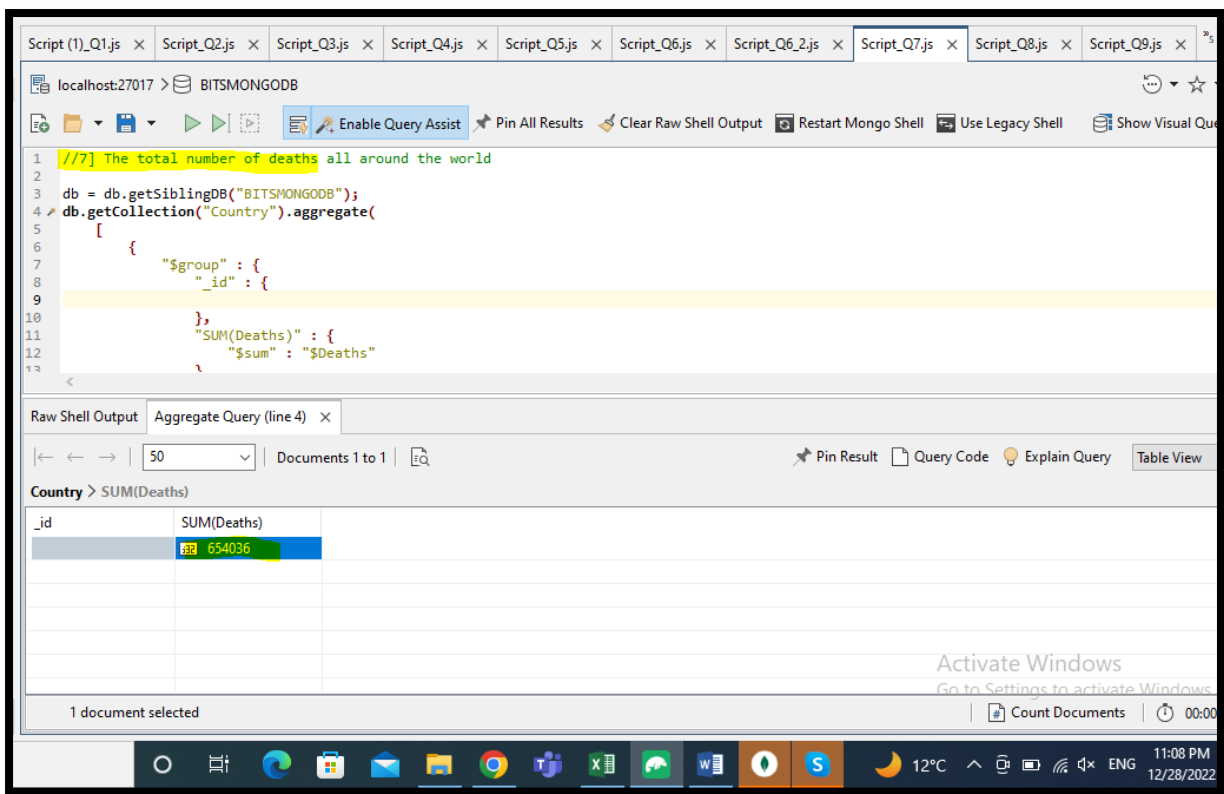 Script (1)_Q1.js Script_Q2.js Script_Q3.js Script_Q4.js Script_Q5.js Script_Q6.js Script_Q6_2.js Script_Q7.js Script_Q8.js Script_Q9.js
localhost:27017 > BITSMONGODB
Enable Query Assist Pin All Results Clear Raw Shell Output Restart Mongo Shell Use Legacy Shell Show Visual Que
1 //7] The total number of deaths all around the world
2
3 db = db.getSiblingDB("BITSMONGODB");
4 db.getCollection("Country").aggregate(
5 [
6 {
7 "$group" : {
8 "_id" : {
9
10 },
11 "SUM(Deaths)" : {
12 "$sum" : "$Deaths"
13 }
Raw Shell Output Aggregate Query (line 4)
50 Documents 1 to 1 Pin Result Query Code Explain Query Table View
Country > SUM(Deaths)
_id SUM(Deaths)
654036
Activate Windows
Go to Settings to activate Windows.
1 document selected Count Documents 00:00
12°C ENG 11:08 PM
12/28/2022